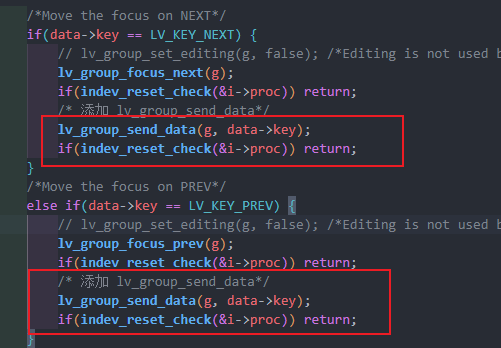 /*Move the focus on NEXT*/
if(data->key == LV_KEY_NEXT) {
// lv_group_set_editing(g, false); /*Editing is not used b
lv_group_focus_next(g);
if(indev_reset_check(&i->proc)) return;
/* 添加 lv_group_send_data*/
lv_group_send_data(g, data->key);
if(indev_reset_check(&i->proc)) return;
}
/*Move the focus on PREV*/
else if(data->key == LV_KEY_PREV) {
// lv_group_set_editing(g, false); /*Editing is not used b
lv_group_focus_prev(g);
if(indev_reset_check(&i->proc)) return;
/* 添加 lv_group_send_data*/
lv_group_send_data(g, data->key);
if(indev_reset_check(&i->proc)) return;
}